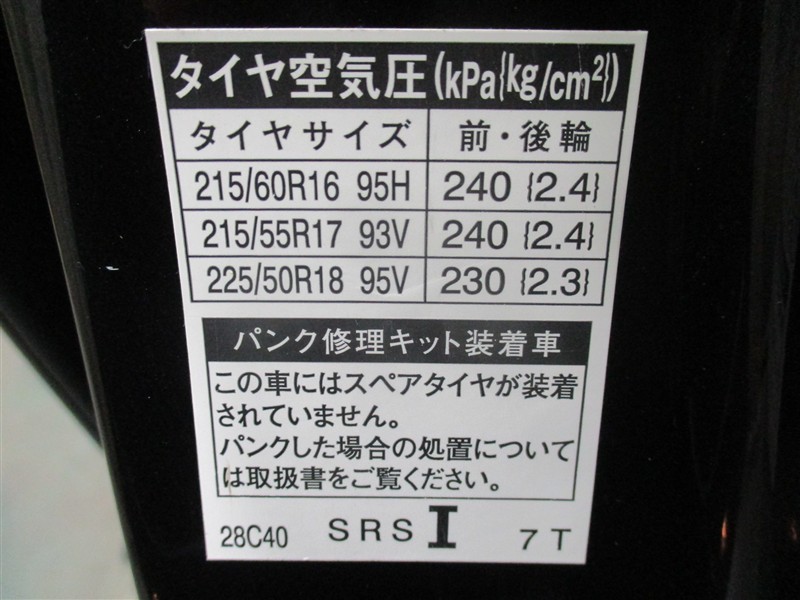 タイヤ空気圧(kPa{kg/cm²})
タイヤサイズ 前・後輪
215/60R16 95H 240 {2.4}
215/55R17 93V 240 {2.4}
225/50R18 95V 230 {2.3}
パンク修理キット装着車
この車にはスペアタイヤが装着
されていません。
パンクした場合の処置について
は取扱書をご覧ください。
28C40 SRS I 7T